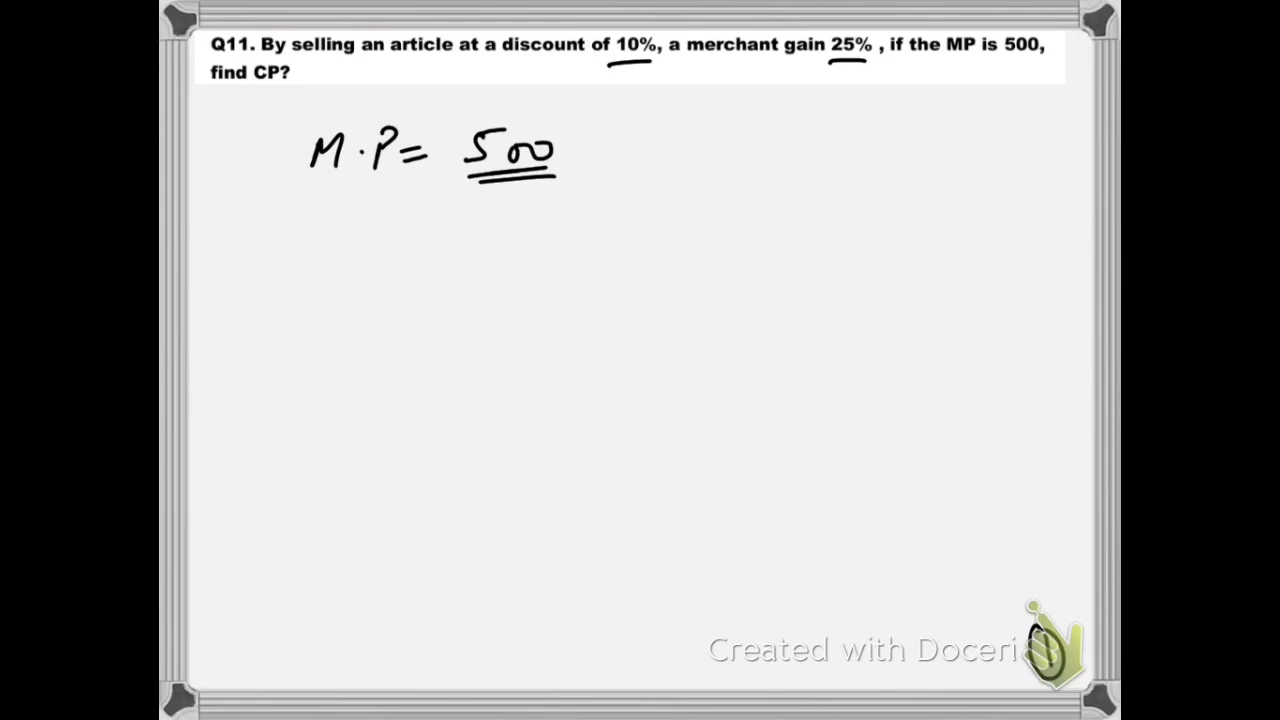 Q11. By selling an article at a discount of 10%, a merchant gain 25% , if the MP is 500,
find CP?
M.P= 500
Created with Doceri